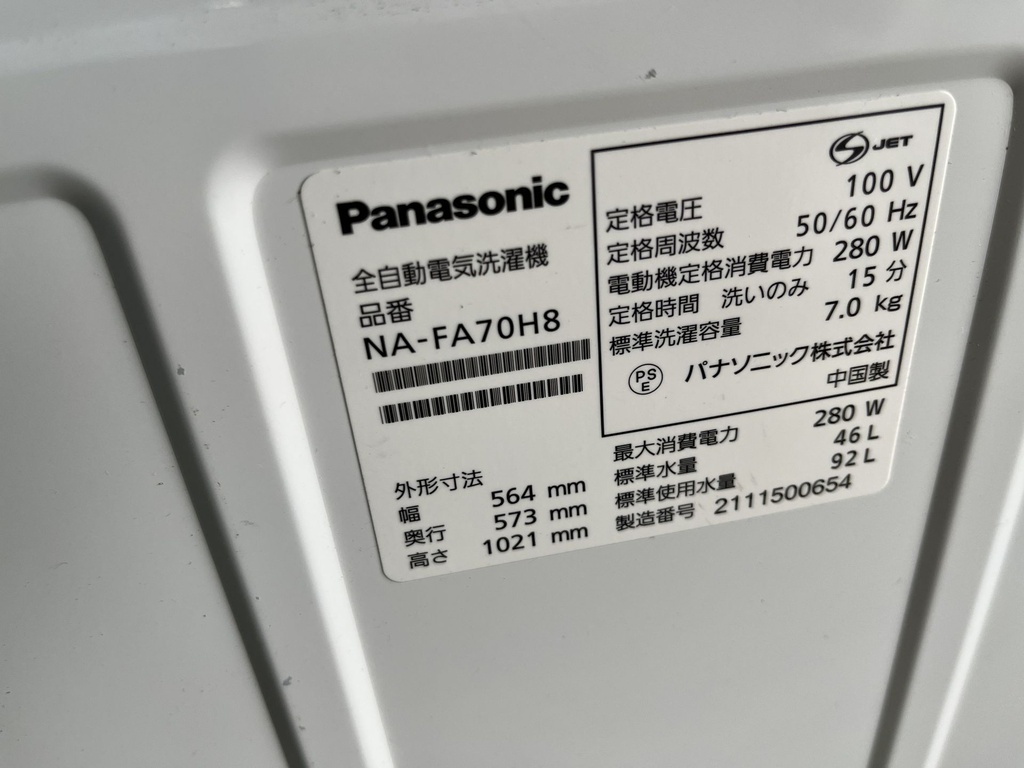 Panasonic
全自動電気洗濯機
品番
NA-FA70H8
外形寸法
幅 564 mm
奥行 573 mm
高さ 1021 mm
JET
定格電圧 100 V
定格周波数 50/60 Hz
電動機定格消費電力 280 W
定格時間 洗いのみ 15 分
標準洗濯容量 7.0 kg
PS
E
パナソニック株式会社
中国製
最大消費電力 280 W
標準水量 46 L
標準使用水量 92 L
製造番号 2111500654